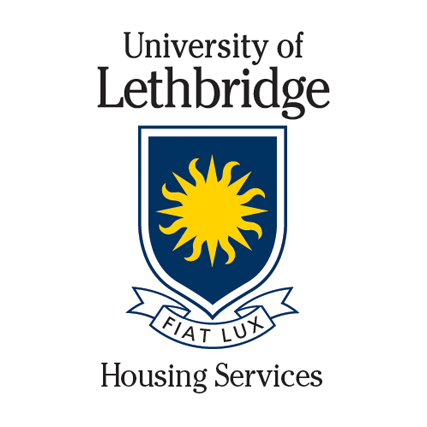 University of
Lethbridge
FIAT LUX
Housing Services